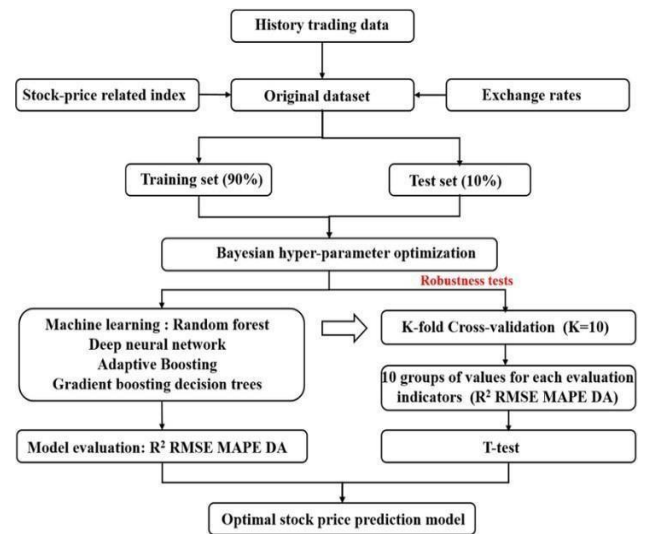 History trading data
Stock-price related index
Original dataset
Exchange rates
Training set (90%)
Test set (10%)
Bayesian hyper-parameter optimization
Robustness tests
Machine learning : Random forest
Deep neural network
Adaptive Boosting
Gradient boosting decision trees
K-fold Cross-validation (K=10)
10 groups of values for each evaluation
indicators (R² RMSE MAPE DA)
Model evaluation: R² RMSE MAPE DA
T-test
Optimal stock price prediction model